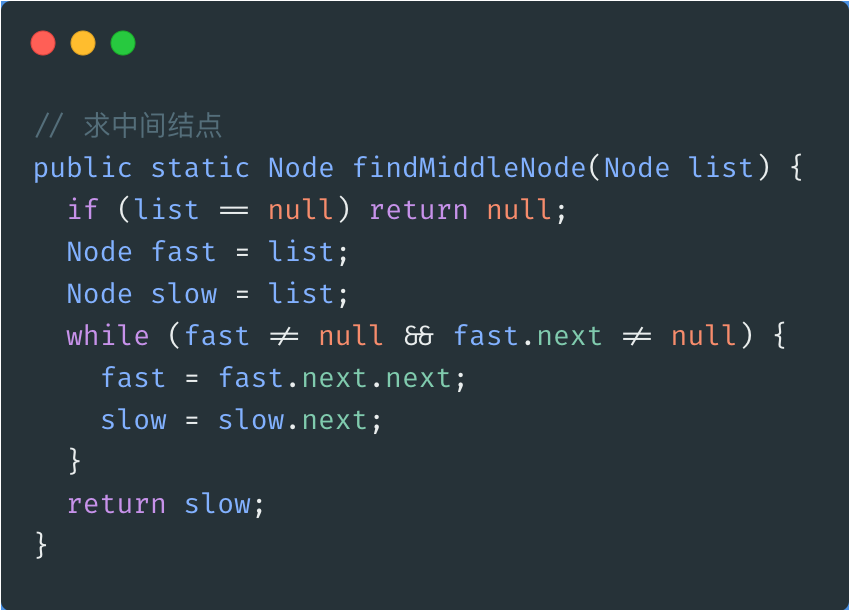 // 求中间结点
public static Node findMiddleNode(Node list) {
  if (list == null) return null;
  Node fast = list;
  Node slow = list;
  while (fast != null && fast.next != null) {
    fast = fast.next.next;
    slow = slow.next;
  }
  return slow;
}